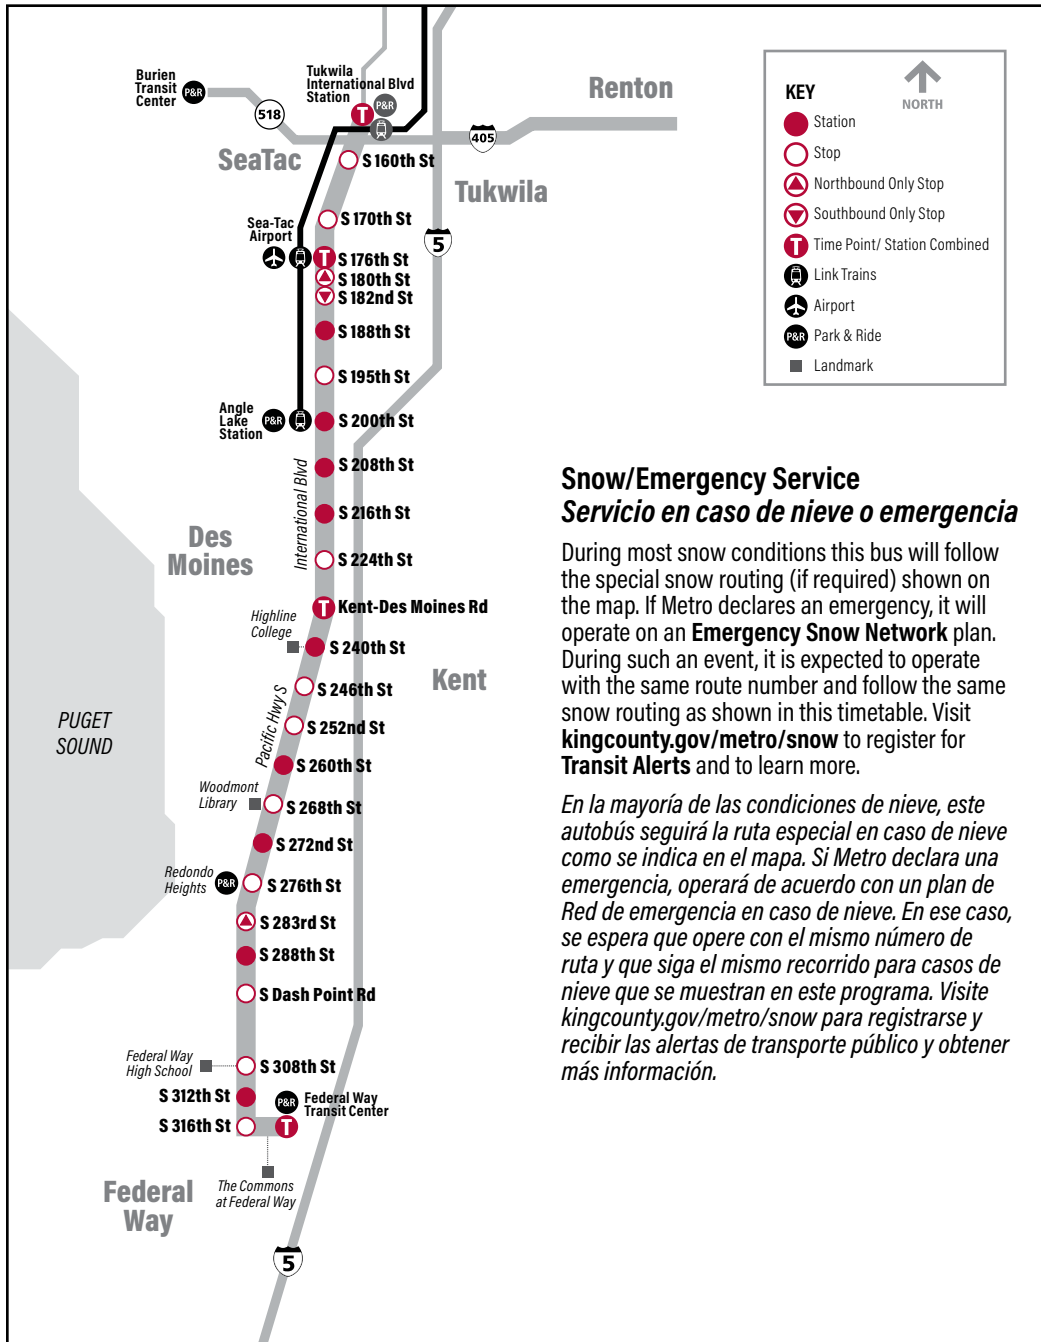 Burien
Transit
Center
P&R
518
Tukwila
International Blvd
Station
P&R
T
Renton
405
SeaTac
S 160th St
Tukwila
S 170th St
5
Sea-Tac
Airport
T
S 176th St
S 180th St
S 182nd St
S 188th St
S 195th St
Angle
Lake
Station
P&R
S 200th St
S 208th St
International Blvd
S 216th St
Des
Moines
S 224th St
T
Kent-Des Moines Rd
Highline
College
S 240th St
Kent
S 246th St
Pacific Hwy S
S 252nd St
PUGET
SOUND
S 260th St
Woodmont
Library
S 268th St
S 272nd St
Redondo
Heights
P&R
S 276th St
S 283rd St
S 288th St
S Dash Point Rd
Federal Way
High School
S 308th St
S 312th St
P&R
Federal Way
Transit Center
S 316th St
T
The Commons
at Federal Way
Federal
Way
5
KEY
NORTH
Station
Stop
Northbound Only Stop
Southbound Only Stop
T Time Point/ Station Combined
Link Trains
Airport
P&R Park & Ride
Landmark
Snow/Emergency Service
Servicio en caso de nieve o emergencia
During most snow conditions this bus will follow
the special snow routing (if required) shown on
the map. If Metro declares an emergency, it will
operate on an Emergency Snow Network plan.
During such an event, it is expected to operate
with the same route number and follow the same
snow routing as shown in this timetable. Visit
kingcounty.gov/metro/snow to register for
Transit Alerts and to learn more.
En la mayoría de las condiciones de nieve, este
autobús seguirá la ruta especial en caso de nieve
como se indica en el mapa. Si Metro declara una
emergencia, operará de acuerdo con un plan de
Red de emergencia en caso de nieve. En ese caso,
se espera que opere con el mismo número de
ruta y que siga el mismo recorrido para casos de
nieve que se muestran en este programa. Visite
kingcounty.gov/metro/snow para registrarse y
recibir las alertas de transporte público y obtener
más información.